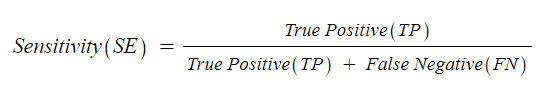 Sensitivity(SE) = True Positive(TP) / True Positive(TP) + False Negative(FN)